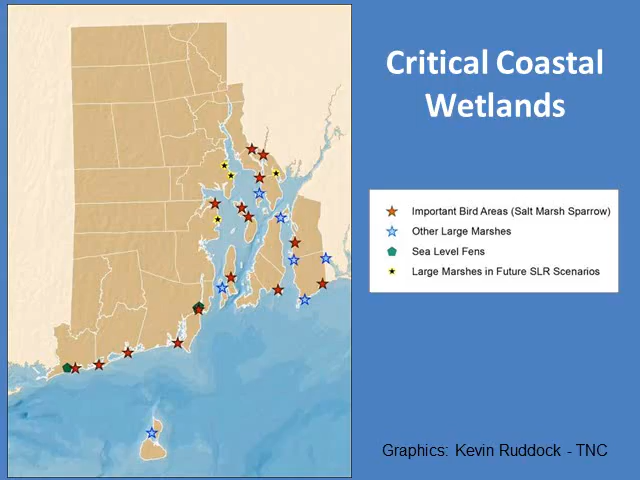 Critical Coastal
Wetlands
Important Bird Areas (Salt Marsh Sparrow)
Other Large Marshes
Sea Level Fens
Large Marshes in Future SLR Scenarios
Graphics: Kevin Ruddock - TNC